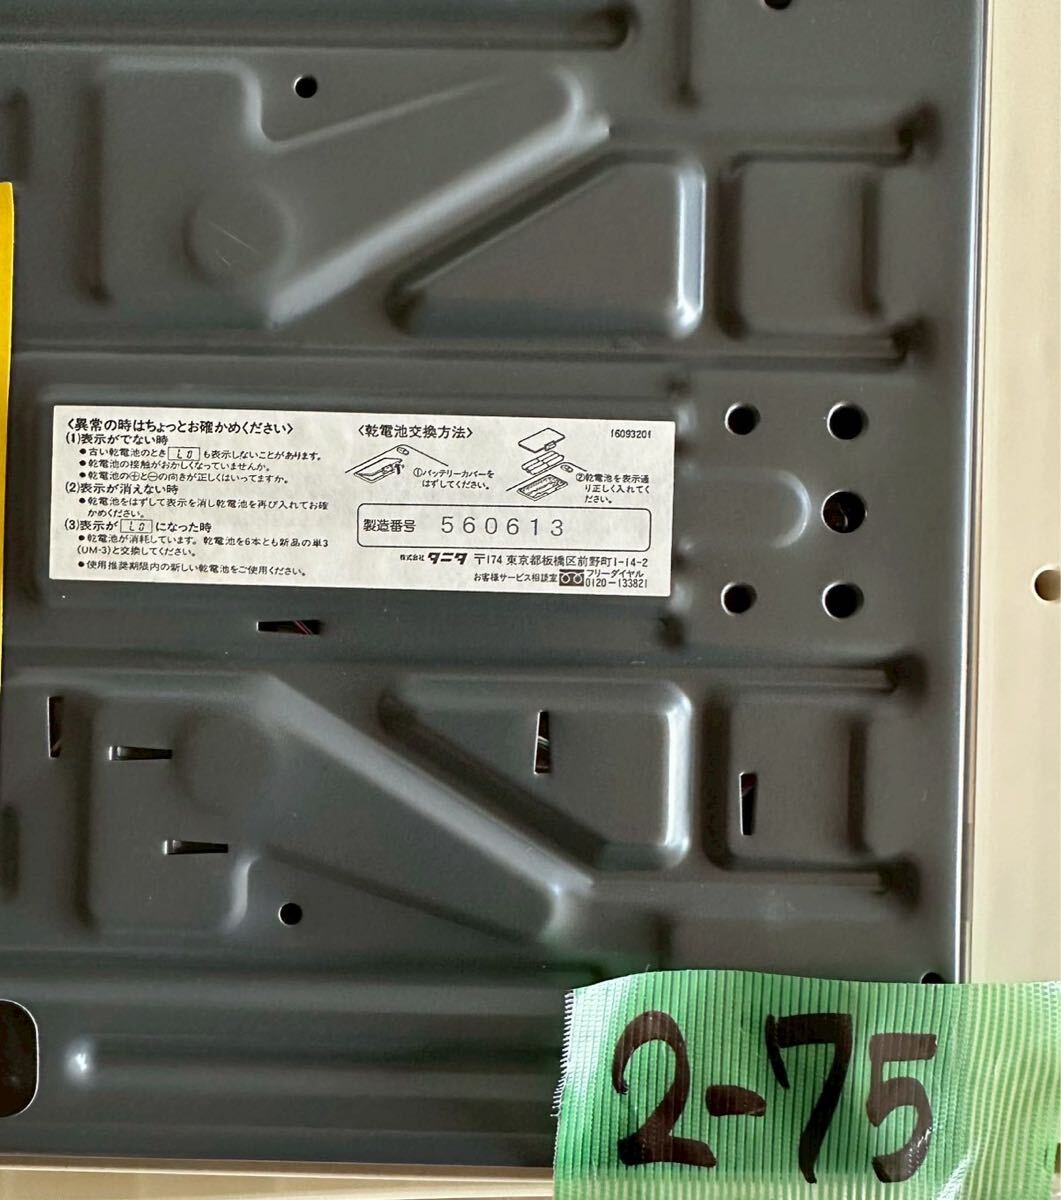 〈異常の時はちょっとお確かめください〉
(1)表示がでない時
●古い乾電池のとき Lo も表示しないことがあります。
●乾電池の接触がおかしくなっていませんか。
●乾電池の⊕と⊖の向きが正しくはいってますか。
(2)表示が消えない時
●乾電池をはずして表示を消し乾電池を再び入れてお確
かめください。
(3)表示が Lo になった時
●乾電池が消耗しています。乾電池を6本とも新品の単3
(UM-3)と交換してください。
●使用推奨期限内の新しい乾電池をご使用ください。
〈乾電池交換方法〉
16093201
①バッテリーカバーを
はずしてください。
②乾電池を表示通
り正しく入れてく
ださい。
製造番号 560613
株式会社 タニタ 〒174 東京都板橋区前野町1-14-2
お客様サービス相談室 フリーダイヤル
0120-133821
2-75